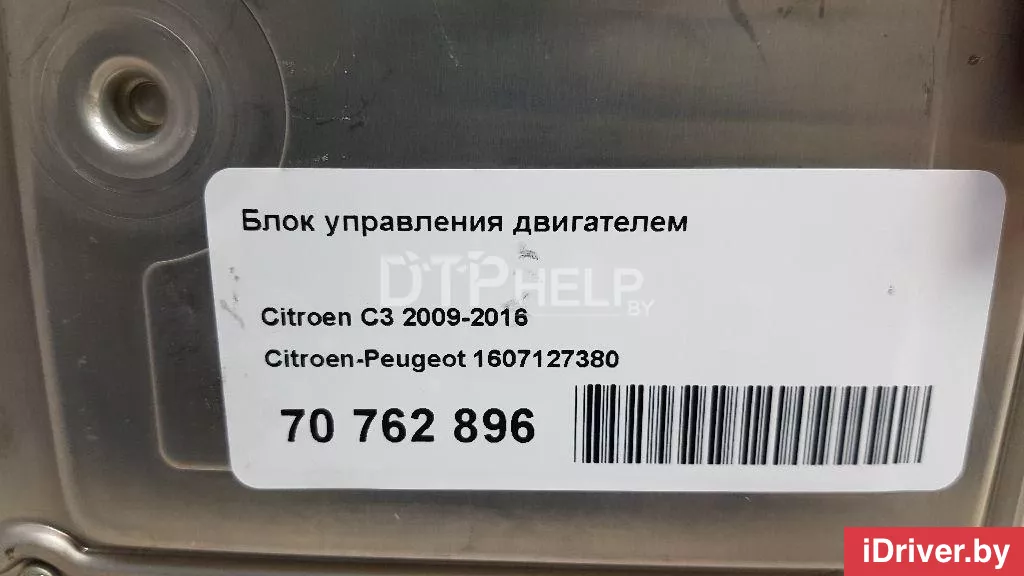 Блок управления двигателем
DTPHELP.BY
Citroen C3 2009-2016
Citroen-Peugeot 1607127380
70 762 896
iDriver.by